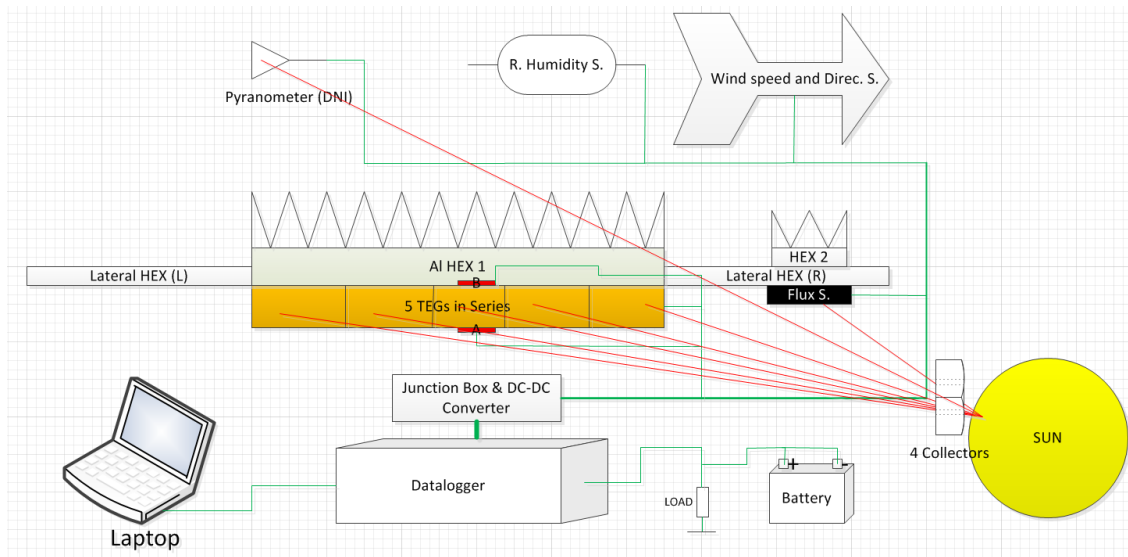 R. Humidity S.
Wind speed and Direc. S.
Pyranometer (DNI)
HEX 2
Al HEX 1
Lateral HEX (L)
Lateral HEX (R)
B
Flux S.
5 TEGs in Series
A
Junction Box & DC-DC
Converter
SUN
4 Collectors
+
-
Datalogger
LOAD
Battery
Laptop